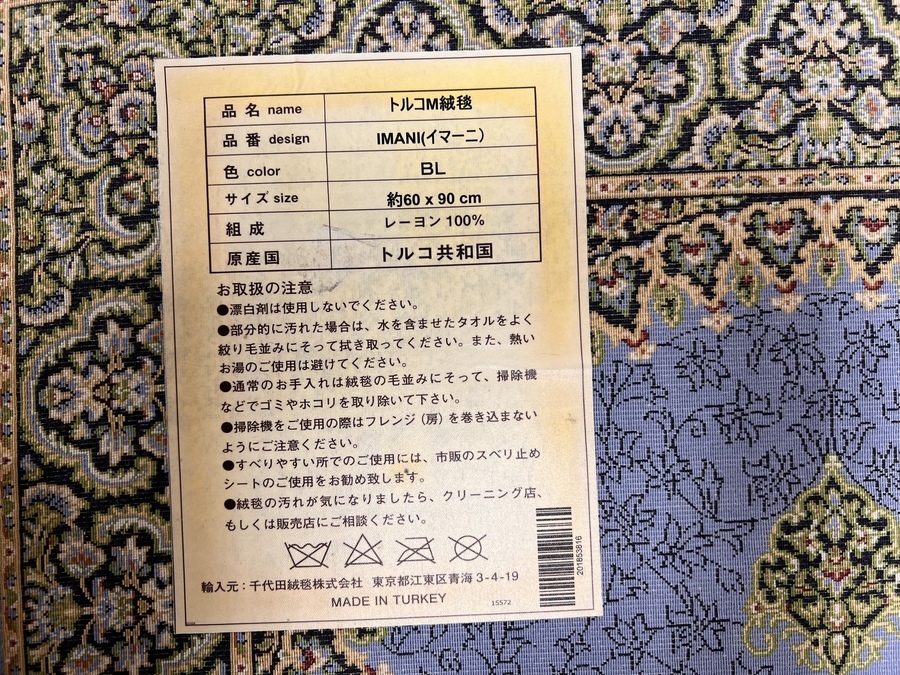 品 名 name トルコM絨毯
品 番 design IMANI(イマーニ)
色 color BL
サイズ size 約60 x 90 cm
組 成 レーヨン 100%
原産国 トルコ共和国
お取扱の注意
●漂白剤は使用しないでください。
●部分的に汚れた場合は、水を含ませたタオルをよく
絞り毛並みにそって拭き取ってください。また、熱い
お湯のご使用は避けてください。
●通常のお手入れは絨毯の毛並みにそって、掃除機
などでゴミやホコリを取り除いて下さい。
●掃除機をご使用の際はフレンジ(房)を巻き込まない
ようにご注意ください。
●すべりやすい所でのご使用には、市販のスベリ止め
シートのご使用をお勧め致します。
●絨毯の汚れが気になりましたら、クリーニング店、
もしくは販売店にご相談ください。
201853816
輸入元:千代田絨毯株式会社 東京都江東区青海 3-4-19
MADE IN TURKEY 15572